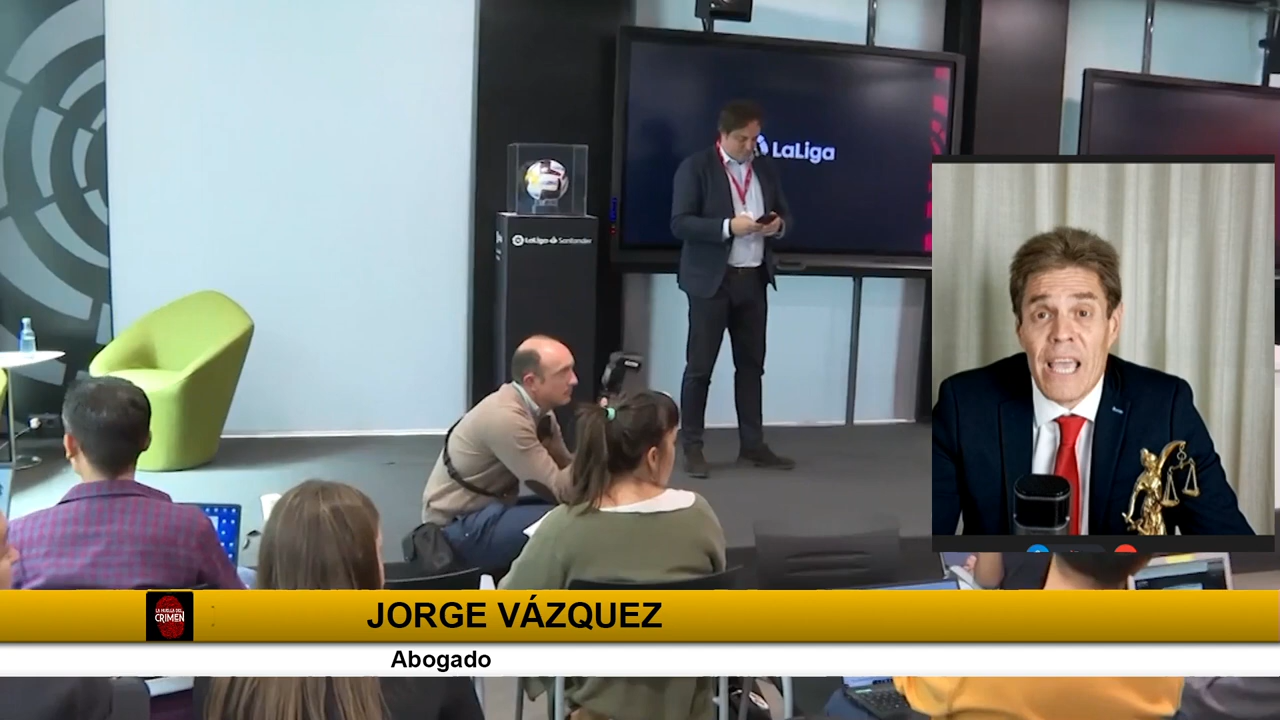 LaLiga
LaLiga Santander
LA HUELLA DEL
CRIMEN
JORGE VÁZQUEZ
Abogado